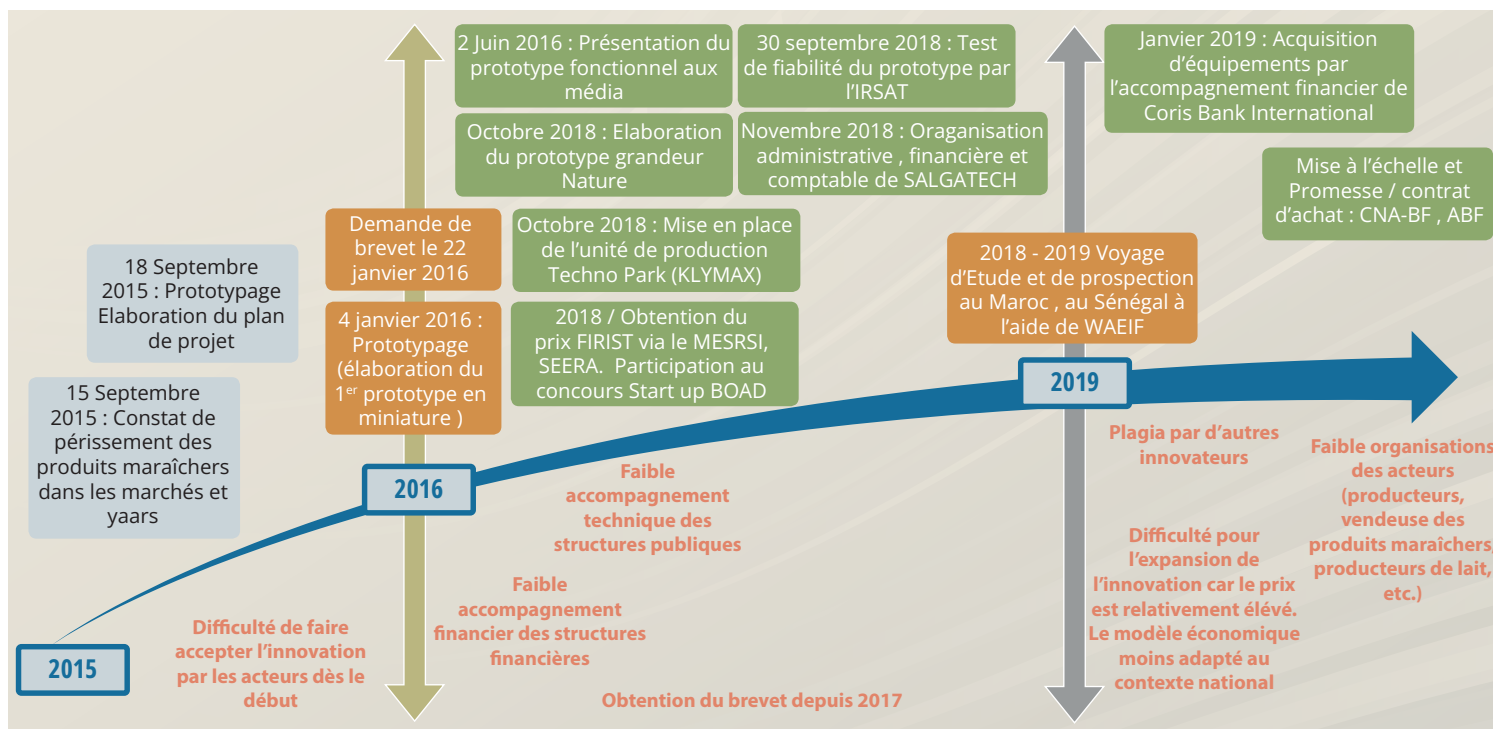 2 Juin 2016 : Présentation du
prototype fonctionnel aux
média
30 septembre 2018 : Test
de fiabilité du prototype par
l'IRSAT
Janvier 2019 : Acquisition
d'équipements par
l'accompagnement financier de
Coris Bank International
Octobre 2018 : Elaboration
du prototype grandeur
Nature
Novembre 2018 : Oraganisation
administrative , financière et
comptable de SALGATECH
Mise à l'échelle et
Promesse / contrat
d'achat : CNA-BF , ABF
Demande de
brevet le 22
janvier 2016
Octobre 2018 : Mise en place
de l'unité de production
Techno Park (KLYMAX)
2018 - 2019 Voyage
d'Etude et de prospection
au Maroc , au Sénégal à
l'aide de WAEIF
18 Septembre
2015 : Prototypage
Elaboration du plan
de projet
4 janvier 2016 :
Prototypage
(élaboration du
1er prototype en
miniature )
2018 / Obtention du
prix FIRIST via le MESRSI,
SEERA. Participation au
concours Start up BOAD
15 Septembre
2015 : Constat de
périssement des
produits maraîchers
dans les marchés et
yaars
2019
2016
2015
Plagia par d'autres
innovateurs
Faible organisations
des acteurs
(producteurs,
vendeuse des
produits maraîchers,
producteurs de lait,
etc.)
Faible
accompagnement
technique des
structures publiques
Difficulté pour
l'expansion de
l'innovation car le prix
est relativement élévé.
Le modèle économique
moins adapté au
contexte national
Faible
accompagnement
financier des structures
financières
Difficulté de faire
accepter l'innovation
par les acteurs dès le
début
Obtention du brevet depuis 2017